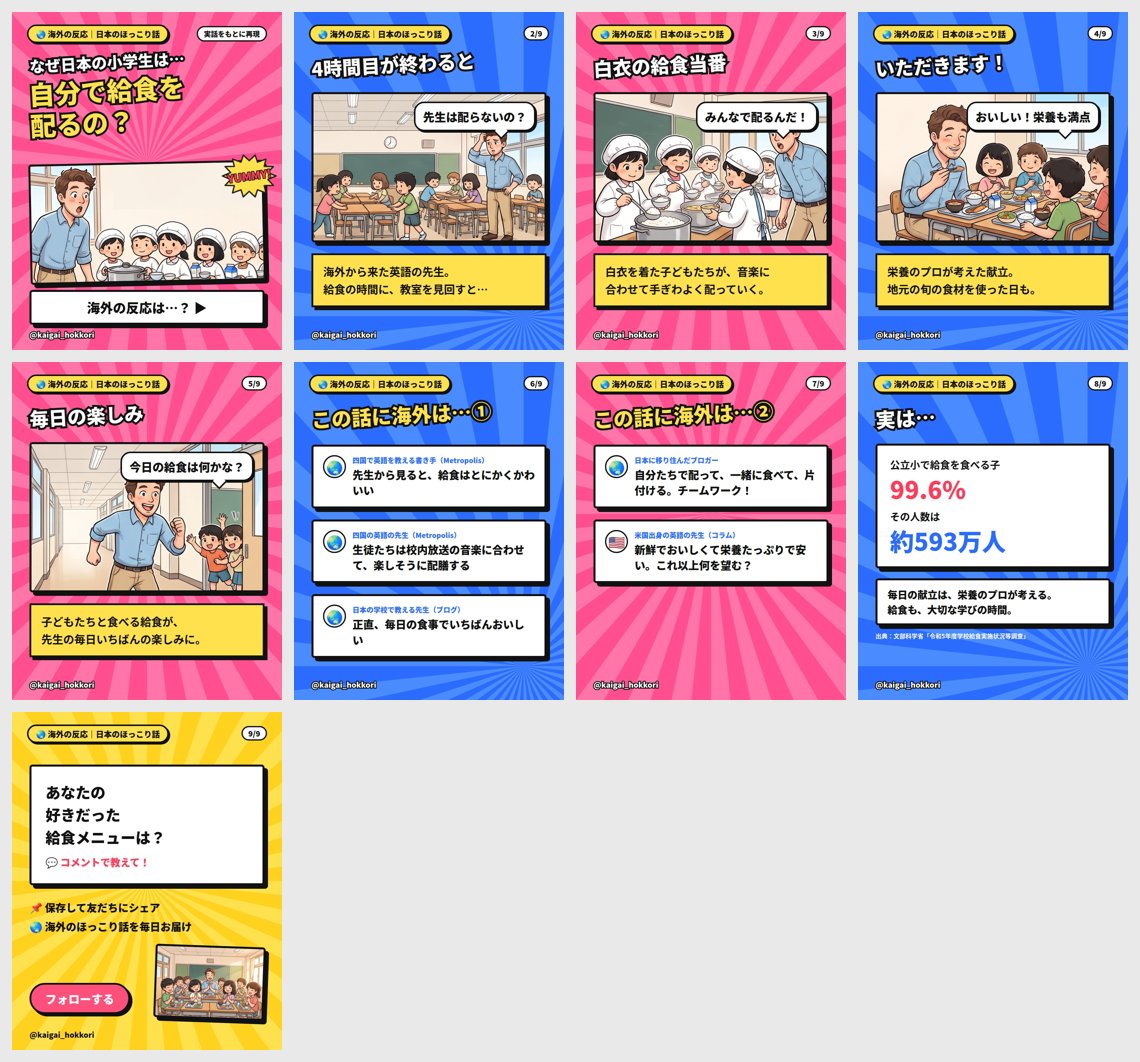 🌏 海外の反応｜日本のほっこり話
実話をもとに再現
なぜ日本の小学生は…
自分で給食を
配るの？
YUMMY!
海外の反応は…？ ▶
@kaigai_hokkori
🌏 海外の反応｜日本のほっこり話
2/9
4時間目が終わると
先生は配らないの？
海外から来た英語の先生。
給食の時間に、教室を見回すと…
@kaigai_hokkori
🌏 海外の反応｜日本のほっこり話
3/9
白衣の給食当番
みんなで配るんだ！
白衣を着た子どもたちが、音楽に
合わせて手ぎわよく配っていく。
@kaigai_hokkori
🌏 海外の反応｜日本のほっこり話
4/9
いただきます！
おいしい！栄養も満点
栄養のプロが考えた献立。
地元の旬の食材を使った日も。
@kaigai_hokkori
🌏 海外の反応｜日本のほっこり話
5/9
毎日の楽しみ
今日の給食は何かな？
子どもたちと食べる給食が、
先生の毎日いちばんの楽しみに。
@kaigai_hokkori
🌏 海外の反応｜日本のほっこり話
6/9
この話に海外は…①
四国で英語を教える書き手（Metropolis）
先生から見ると、給食はとにかくかわ
いい
四国の英語の先生（Metropolis）
生徒たちは校内放送の音楽に合わせ
て、楽しそうに配膳する
日本の学校で教える先生（ブログ）
正直、毎日の食事でいちばんおいし
い
@kaigai_hokkori
🌏 海外の反応｜日本のほっこり話
7/9
この話に海外は…②
日本に移り住んだブロガー
自分たちで配って、一緒に食べて、片
付ける。チームワーク！
米国出身の英語の先生（コラム）
新鮮でおいしくて栄養たっぷりで安
い。これ以上何を望む？
🌏 海外の反応｜日本のほっこり話
8/9
実は…
公立小で給食を食べる子
99.6%
その人数は
約593万人
毎日の献立は、栄養のプロが考える。
給食も、大切な学びの時間。
出典：文部科学省「令和5年度学校給食実施状況等調査」
@kaigai_hokkori
@kaigai_hokkori
🌏 海外の反応｜日本のほっこり話
9/9
あなたの
好きだった
給食メニューは？
💬 コメントで教えて！
📌 保存して友だちにシェア
🌏 海外のほっこり話を毎日お届け
フォローする
@kaigai_hokkori